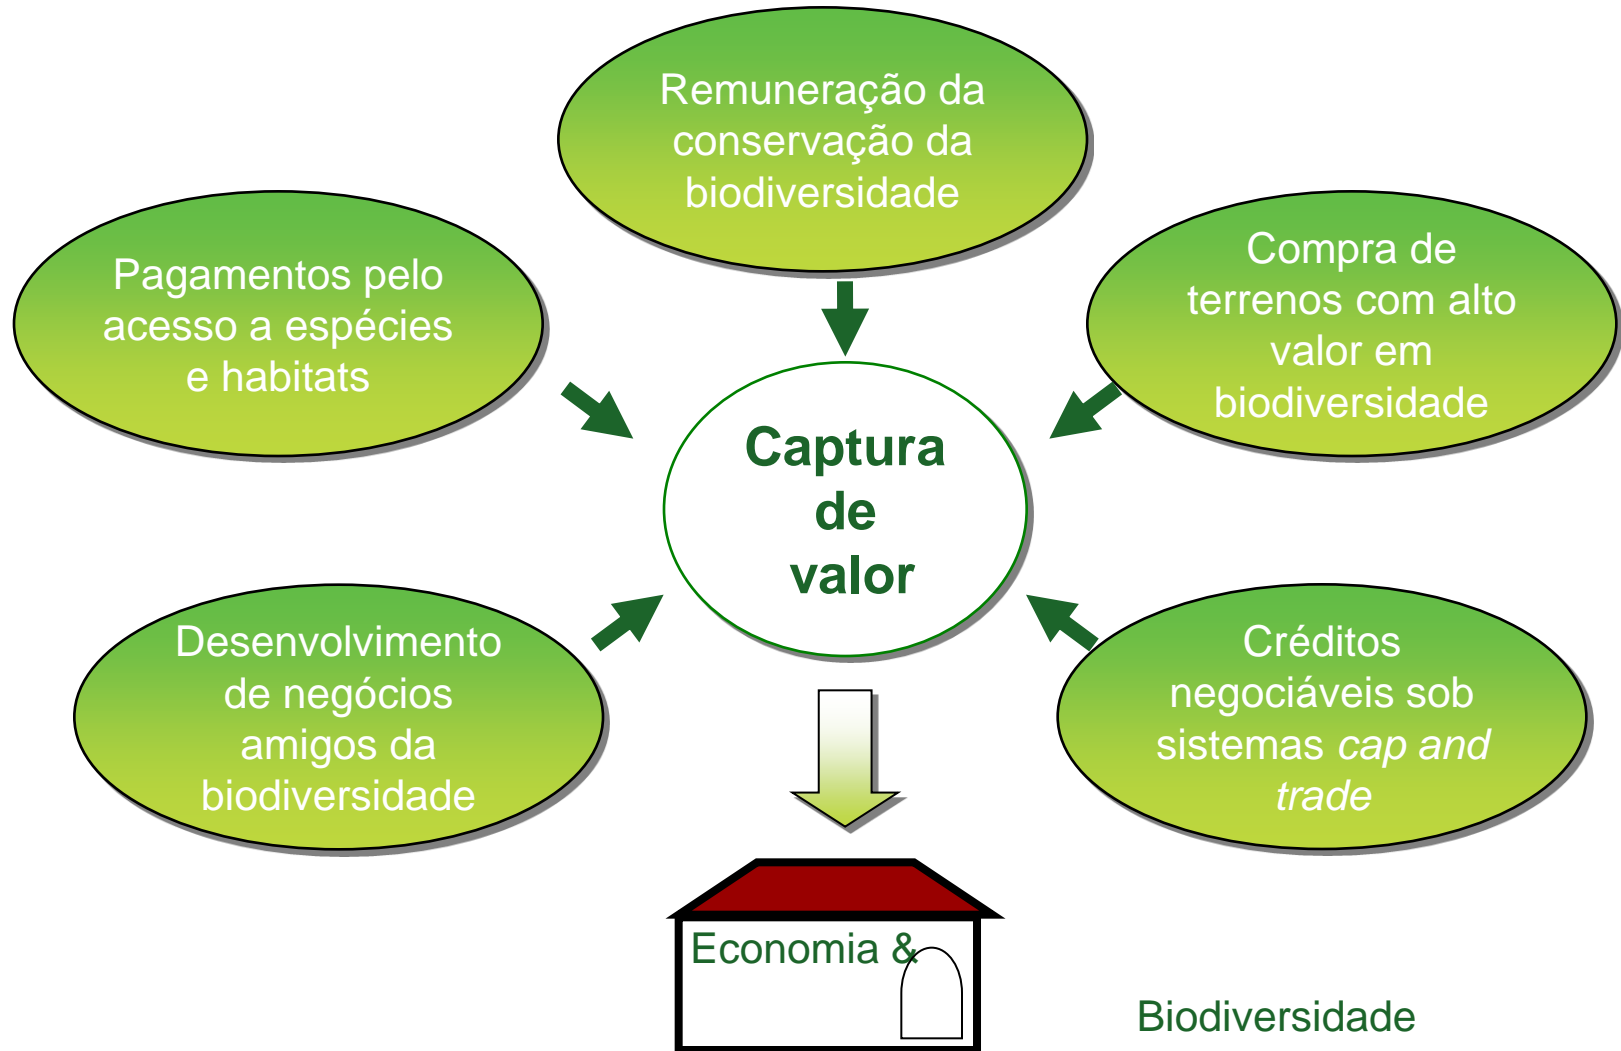 Remuneração da
conservação da
biodiversidade
Pagamentos pelo
acesso a espécies
e habitats
Compra de
terrenos com alto
valor em
biodiversidade
Captura
de
valor
Desenvolvimento
de negócios
amigos da
biodiversidade
Créditos
negociáveis sob
sistemas cap and
trade
Economia &
Biodiversidade